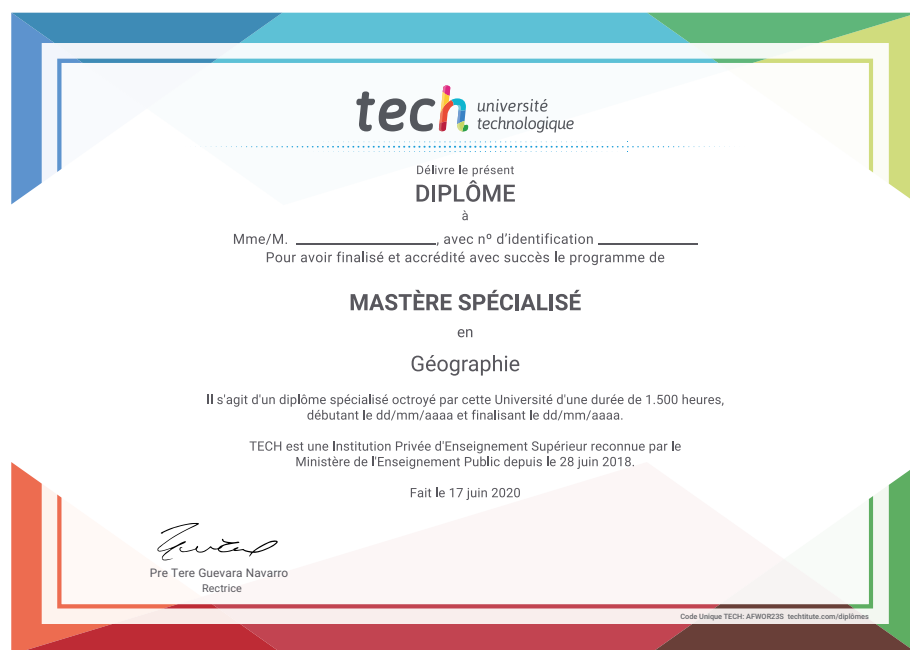 tech université
technologique
Délivre le présent
DIPLÔME
à
Mme/M. ____________________, avec nº d'identification ______________
Pour avoir finalisé et accrédité avec succès le programme de
MASTÈRE SPÉCIALISÉ
en
Géographie
Il s'agit d'un diplôme spécialisé octroyé par cette Université d'une durée de 1.500 heures,
débutant le dd/mm/aaaa et finalisant le dd/mm/aaaa.
TECH est une Institution Privée d'Enseignement Supérieur reconnue par le
Ministère de l'Enseignement Public depuis le 28 juin 2018.
Fait le 17 juin 2020
Pre Tere Guevara Navarro
Rectrice
Code Unique TECH: AFWOR23S techtitute.com/diplômes